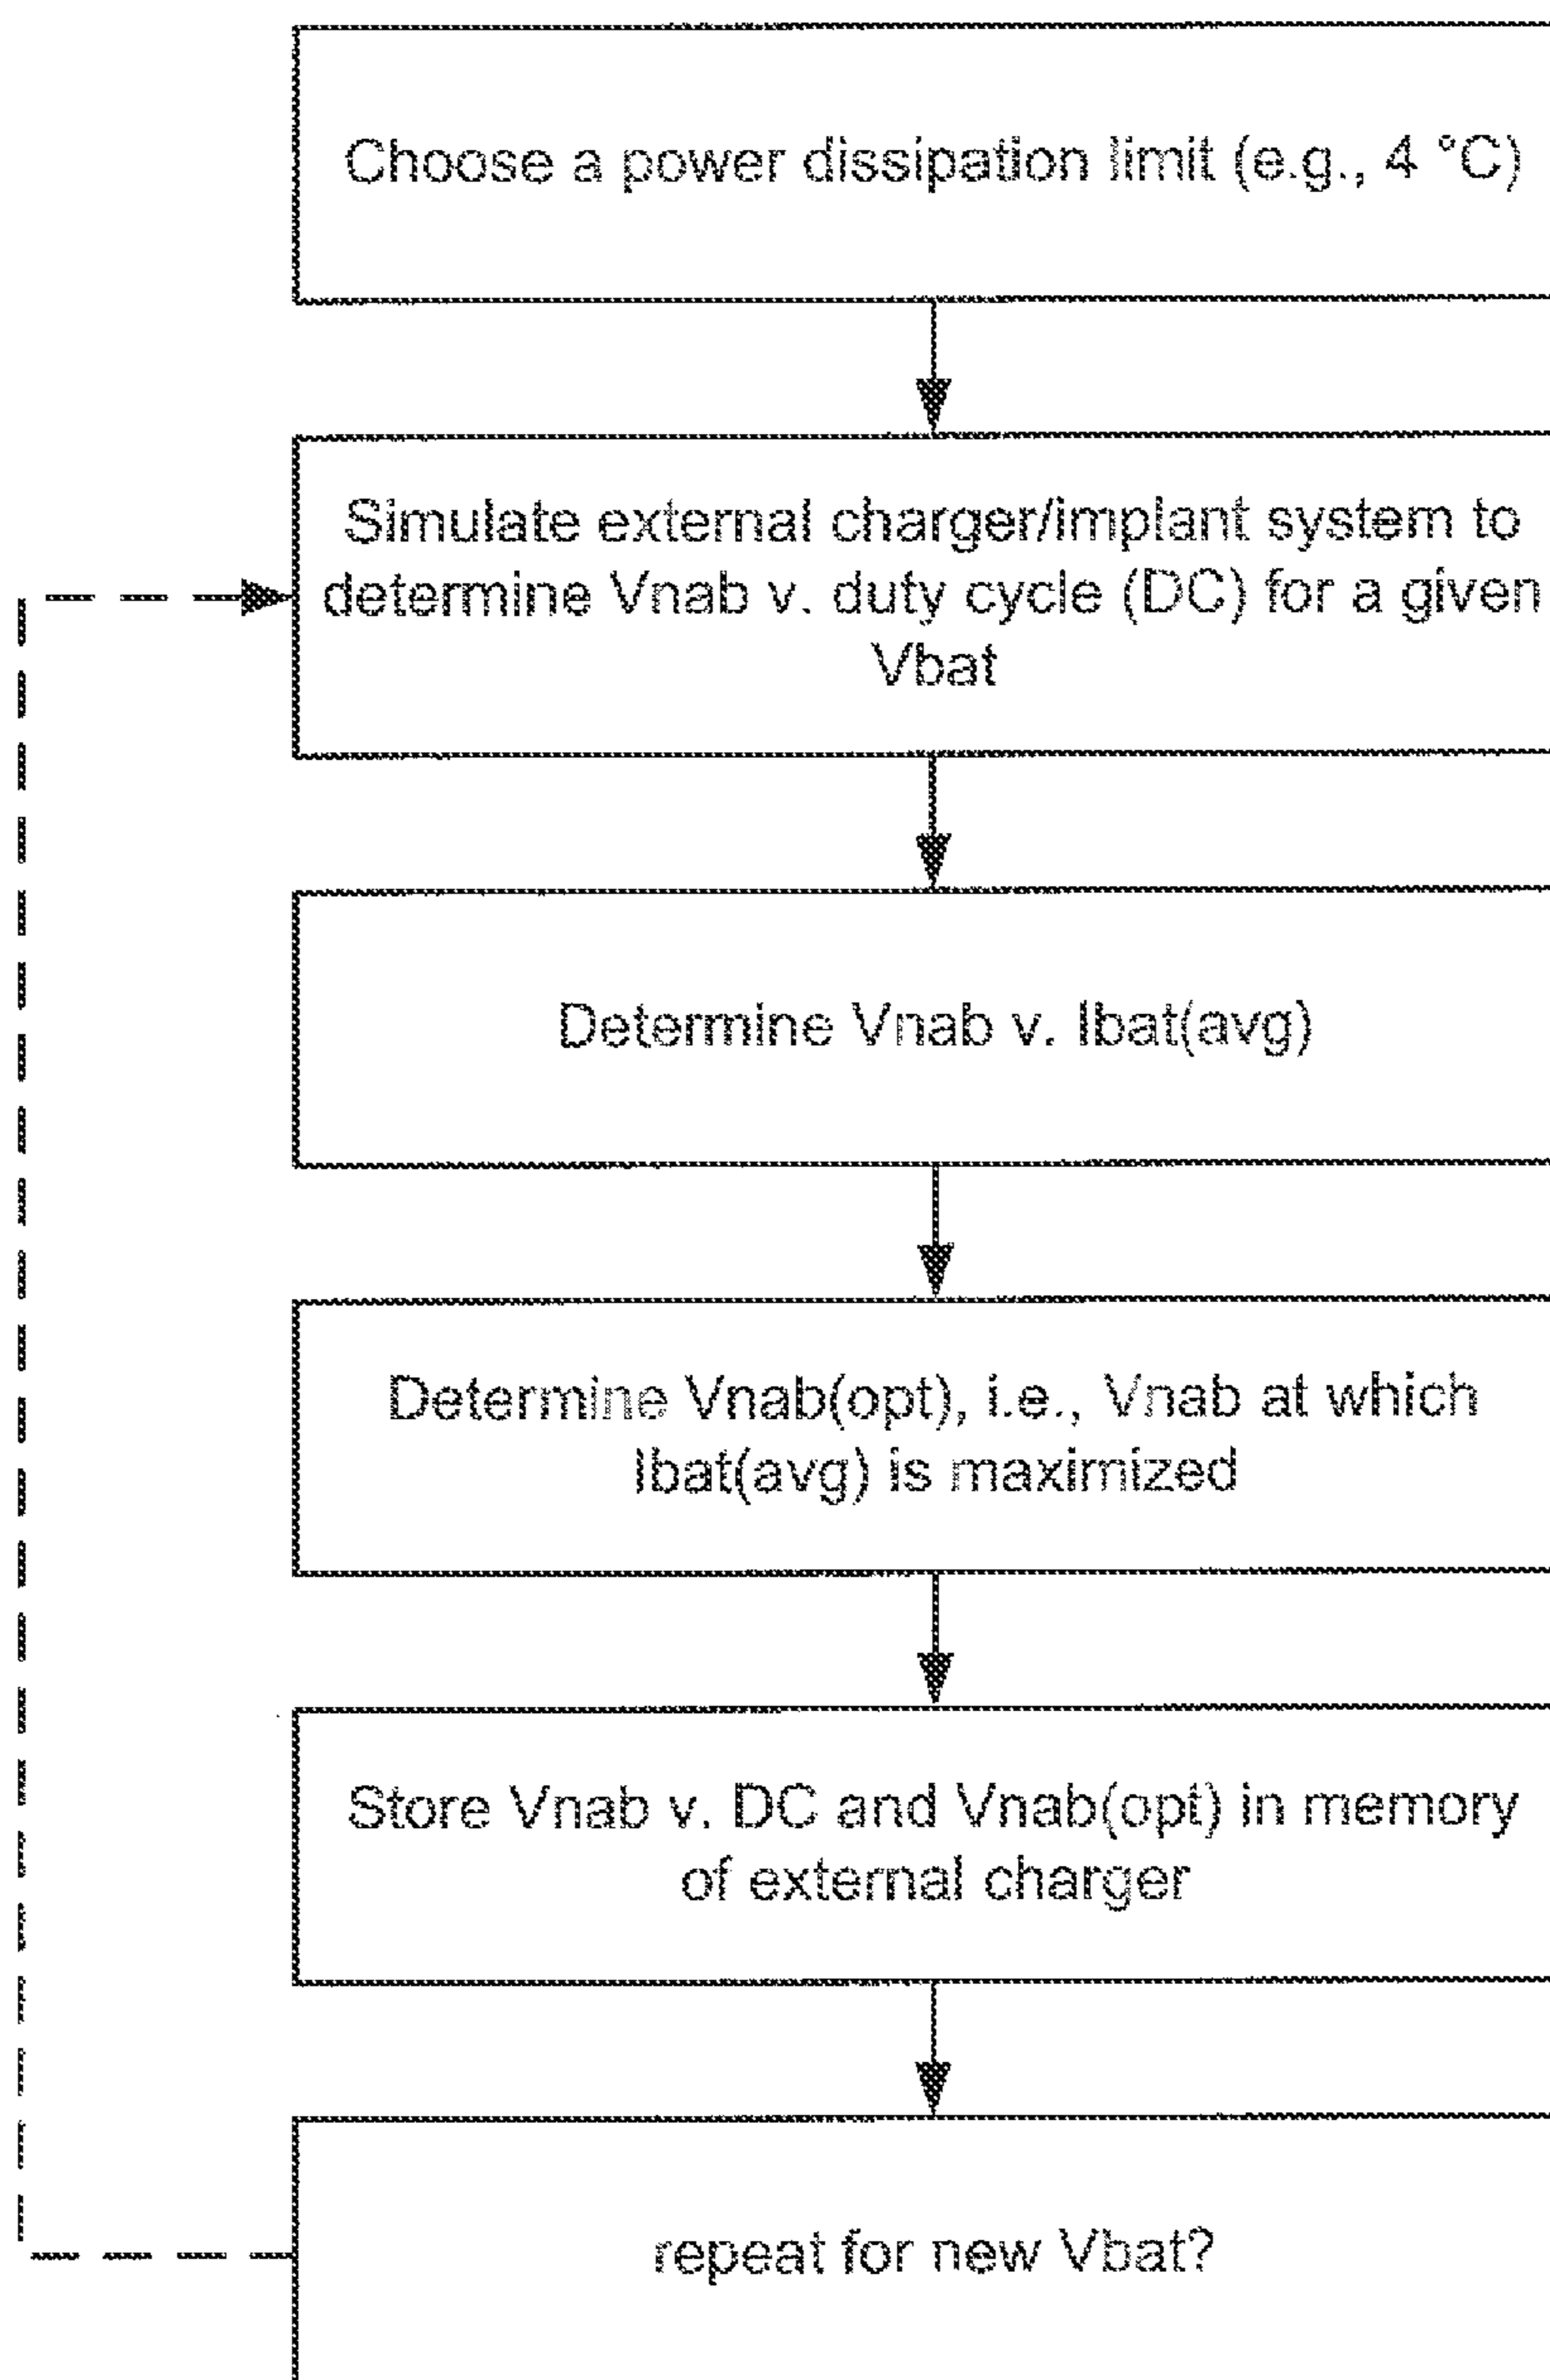 Choose a power dissipation limit (e.g., 4 °C)
Simulate external charger/implant system to
determine Vnab v. duty cycle (DC) for a given
Vbat
Determine Vnab v. Ibat(avg)
Determine Vnab(opt), i.e., Vnab at which
Ibat(avg) is maximized
Store Vnab v. DC and Vnab(opt) in memory
of external charger
repeat for new Vbat?